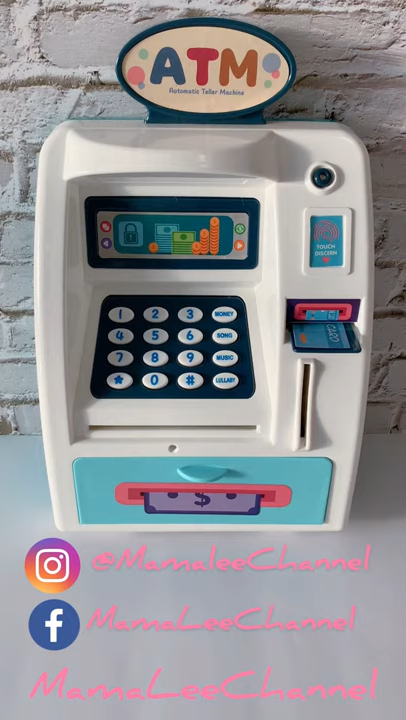 ATM
Automatic Teller Machine
TOUCH
DISCERN
CARD
1 2 3 MONEY
4 5 6 SONG
7 8 9 MUSIC
* 0 # LULLABY
$
@MamaleeChannel
MamaLeeChannel
MamaLeeChannel